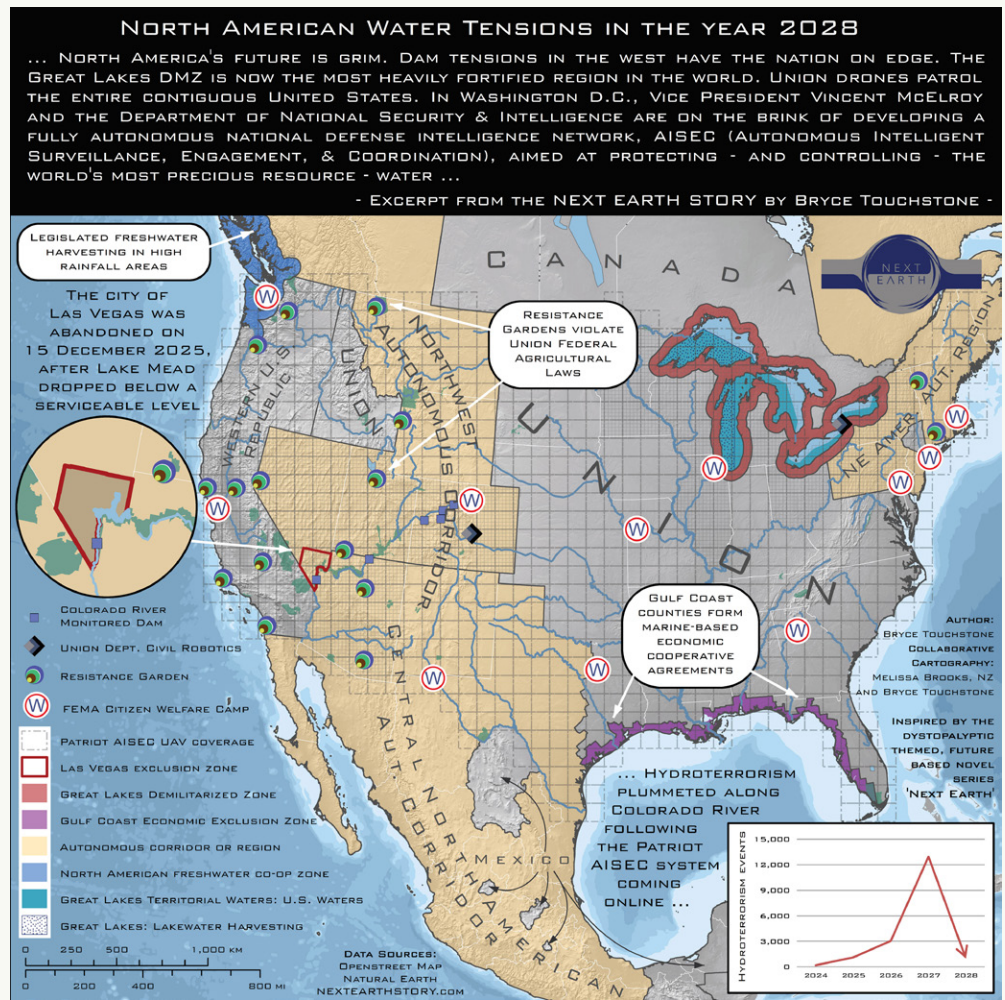 North American Water Tensions in the year 2028
... North America's future is grim. Dam tensions in the west have the nation on edge. The
Great Lakes DMZ is now the most heavily fortified region in the world. Union drones patrol
the entire contiguous United States. In Washington D.C., Vice President Vincent McElroy
and the Department of National Security & Intelligence are on the brink of developing a
fully autonomous national defense intelligence network, AISEC (Autonomous Intelligent
Surveillance, Engagement, & Coordination), aimed at protecting - and controlling - the
world's most precious resource - water ...
- Excerpt from the NEXT EARTH STORY by Bryce Touchstone -
Legislated freshwater
harvesting in high
rainfall areas
The city of
Las Vegas was
abandoned on
15 December 2025,
after Lake Mead
dropped below a
serviceable level
CANADA
NEXT
EARTH
Resistance
Gardens violate
Union Federal
Agricultural
Laws
Western U.S.
Republic
UNION
Northwest
Autonomous Corridor
UNION
NE Amer. Aut. Region
W
W
W
W
W
W
W
W
W
W
W
Central North American
Aut. Corridor
Mexico
Gulf Coast
counties form
marine-based
economic
cooperative
agreements
Colorado River
Monitored Dam
Union Dept. Civil Robotics
Resistance Garden
W
FEMA Citizen Welfare Camp
Patriot AISEC UAV coverage
Las Vegas exclusion zone
Great Lakes Demilitarized Zone
Gulf Coast Economic Exclusion Zone
Autonomous corridor or region
North American freshwater co-op zone
Great Lakes Territorial Waters: U.S. Waters
Great Lakes: Lakewater Harvesting
0 250 500 1,000 km
0 200 400 800 mi
Data Sources:
Openstreet Map
Natural Earth
nextearthstory.com
... Hydroterrorism
plummeted along
Colorado River
following
the Patriot
AISEC system
coming
online ...
Author:
Bryce Touchstone
Collaborative
Cartography:
Melissa Brooks, NZ
and Bryce Touchstone
Inspired by the
dystopalyptic
themed, future
based novel
series
'Next Earth'
Hydroterrorism events
15,000
12,000
9,000
6,000
3,000
0
2024 2025 2026 2027 2028